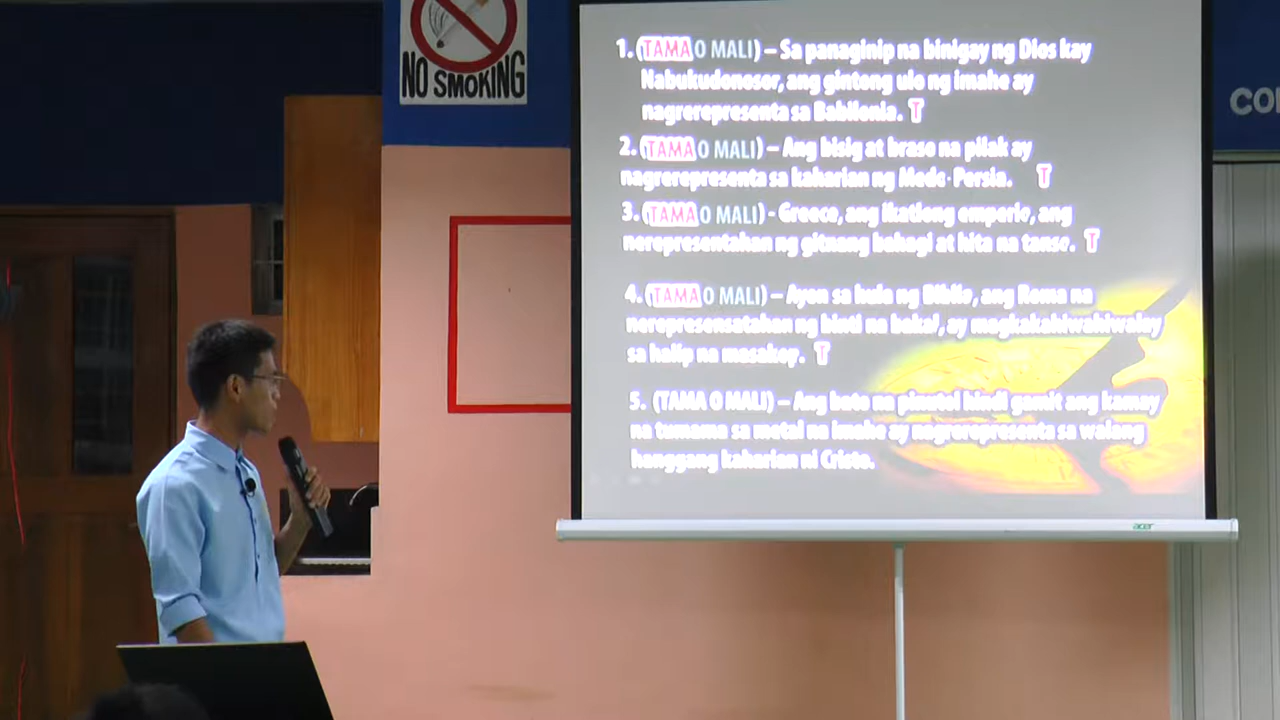 NO SMOKING
1. (TAMA O MALI) – Sa panaginip na binigay ng Dios kay
Nabukudonosor, ang gintong ulo ng imahe ay
nagrerepresenta sa Babilonia. T
2. (TAMA O MALI) – Ang bisig at braso na pilak ay
nagrerepresenta sa kaharian ng Medo-Persia. T
3. (TAMA O MALI) - Greece, ang ikatlong emperio, ang
nerepresentahan ng gitnang bahagi at hita na tanso. T
4. (TAMA O MALI) – Ayon sa hula ng Biblia, ang Roma na
nerepresensatahan ng binti na bakal, ay magkakahiwahiwalay
sa halip na masakop. T
5. (TAMA O MALI) – Ang bato na pinutol hindi gamit ang kamay
na tumama sa metal na imahe ay nagrerepresenta sa walang
hanggang kaharian ni Cristo.
acer
CO